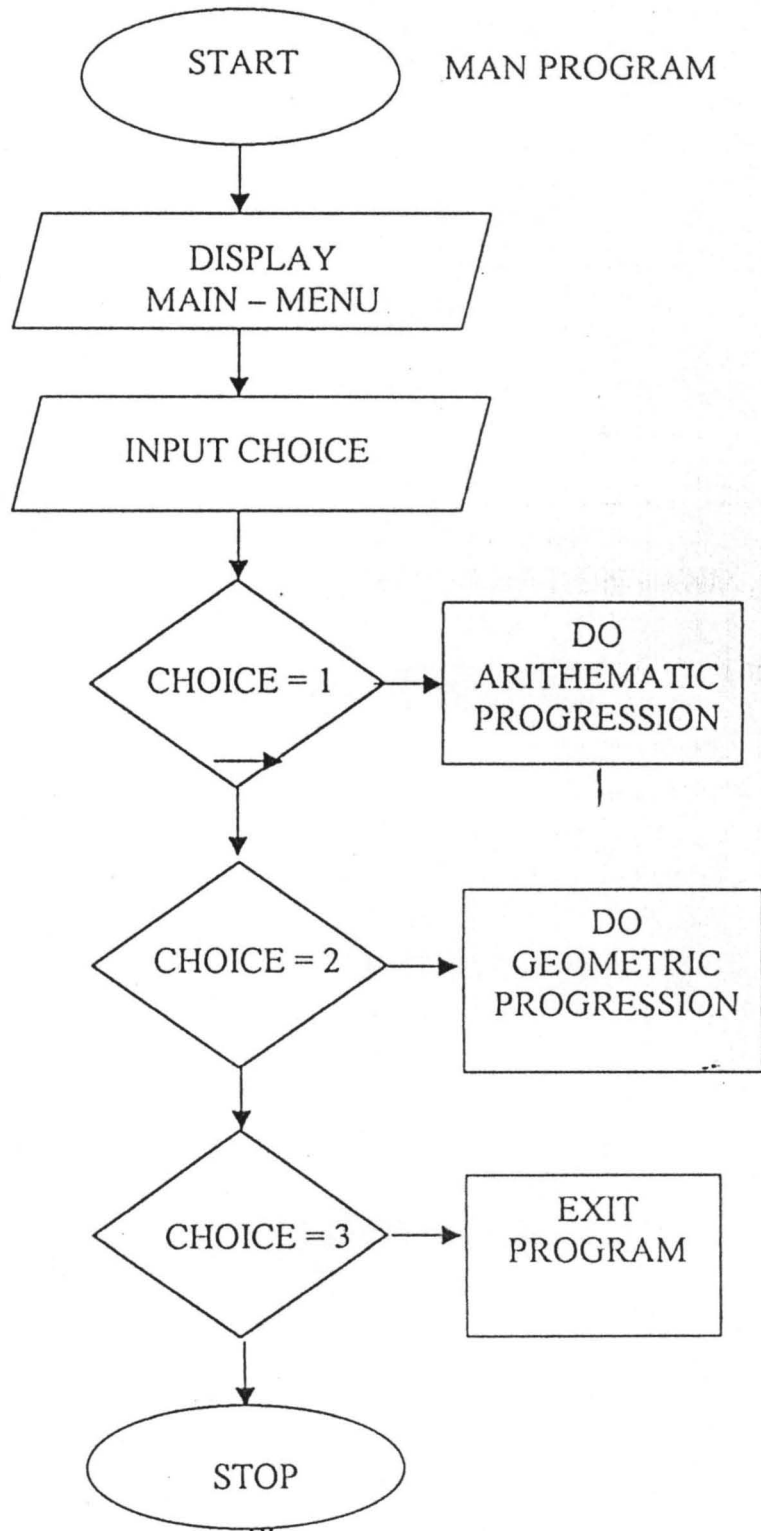 START
MAN PROGRAM
DISPLAY
MAIN – MENU
INPUT CHOICE
CHOICE = 1
DO
ARITHEMATIC
PROGRESSION
CHOICE = 2
DO
GEOMETRIC
PROGRESSION
CHOICE = 3
EXIT
PROGRAM
STOP